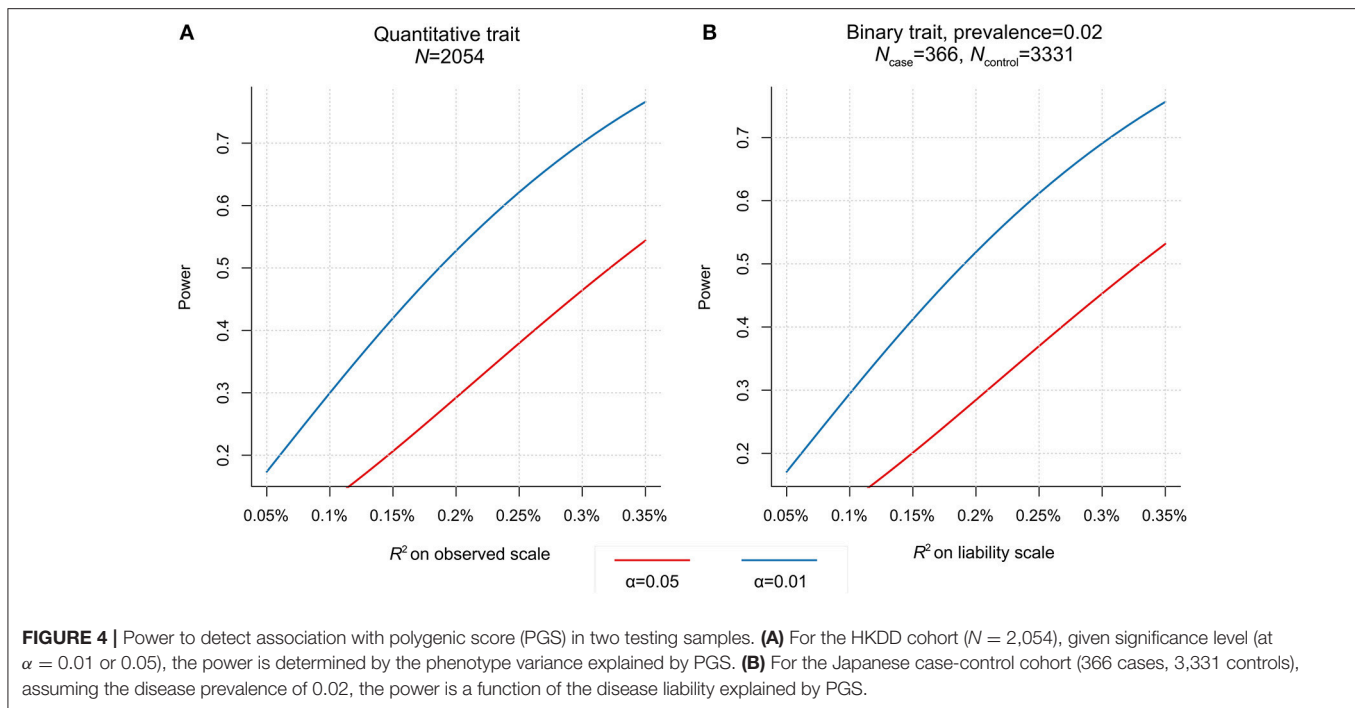 A
Quantitative trait
N=2054
Power
0.7
0.6
0.5
0.4
0.3
0.2
0.05% 0.1% 0.15% 0.2% 0.25% 0.3% 0.35%
R² on observed scale
B
Binary trait, prevalence=0.02
Ncase=366, Ncontrol=3331
Power
0.7
0.6
0.5
0.4
0.3
0.2
0.05% 0.1% 0.15% 0.2% 0.25% 0.3% 0.35%
R² on liability scale
α=0.05 α=0.01
FIGURE 4 | Power to detect association with polygenic score (PGS) in two testing samples. (A) For the HKDD cohort (N = 2,054), given significance level (at
α = 0.01 or 0.05), the power is determined by the phenotype variance explained by PGS. (B) For the Japanese case-control cohort (366 cases, 3,331 controls),
assuming the disease prevalence of 0.02, the power is a function of the disease liability explained by PGS.